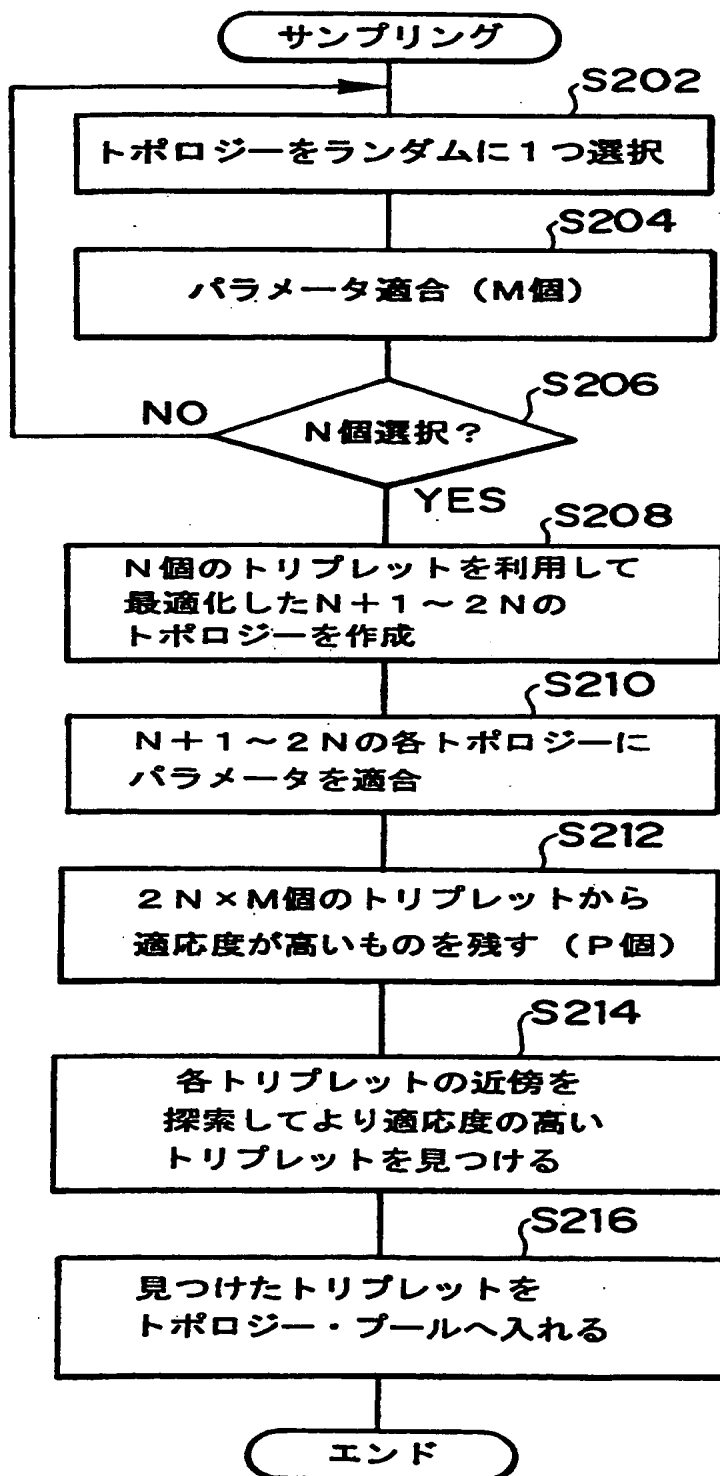 サンプリング
S202
トポロジーをランダムに1つ選択
S204
パラメータ適合（M個）
S206
NO
N個選択？
YES
S208
N個のトリプレットを利用して
最適化したN+1～2Nの
トポロジーを作成
S210
N+1～2Nの各トポロジーに
パラメータを適合
S212
2N×M個のトリプレットから
適応度が高いものを残す（P個）
S214
各トリプレットの近傍を
探索してより適応度の高い
トリプレットを見つける
S216
見つけたトリプレットを
トポロジー・プールへ入れる
エンド